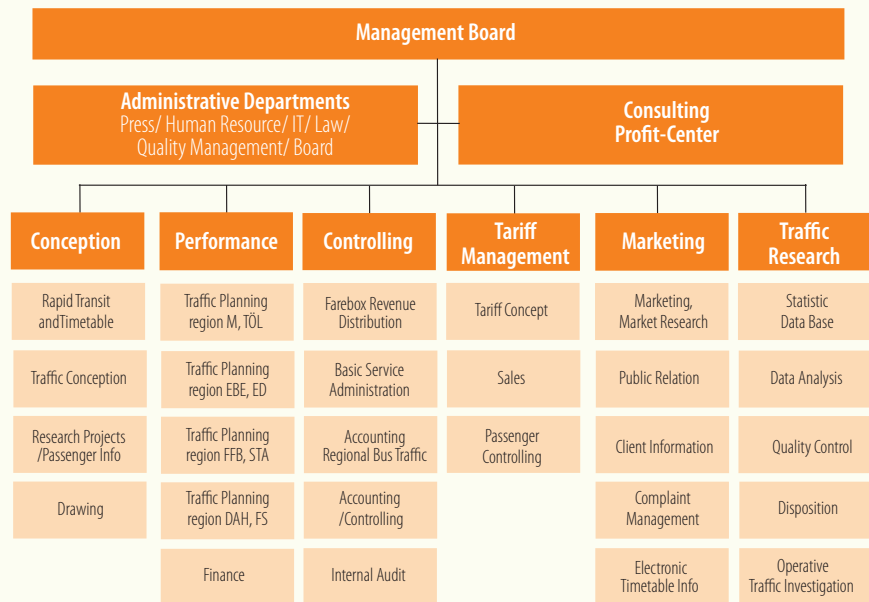 Management Board
Administrative Departments
Press/ Human Resource/ IT/ Law/
Quality Management/ Board
Consulting
Profit-Center
Conception
Performance
Controlling
Tariff
Management
Marketing
Traffic
Research
Rapid Transit
andTimetable
Traffic Planning
region M, TÖL
Farebox Revenue
Distribution
Tariff Concept
Marketing,
Market Research
Statistic
Data Base
Traffic Conception
Traffic Planning
region EBE, ED
Basic Service
Administration
Sales
Public Relation
Data Analysis
Research Projects
/Passenger Info
Traffic Planning
region FFB, STA
Accounting
Regional Bus Traffic
Passenger
Controlling
Client Information
Quality Control
Drawing
Traffic Planning
region DAH, FS
Accounting
/Controlling
Complaint
Management
Disposition
Finance
Internal Audit
Electronic
Timetable Info
Operative
Traffic Investigation